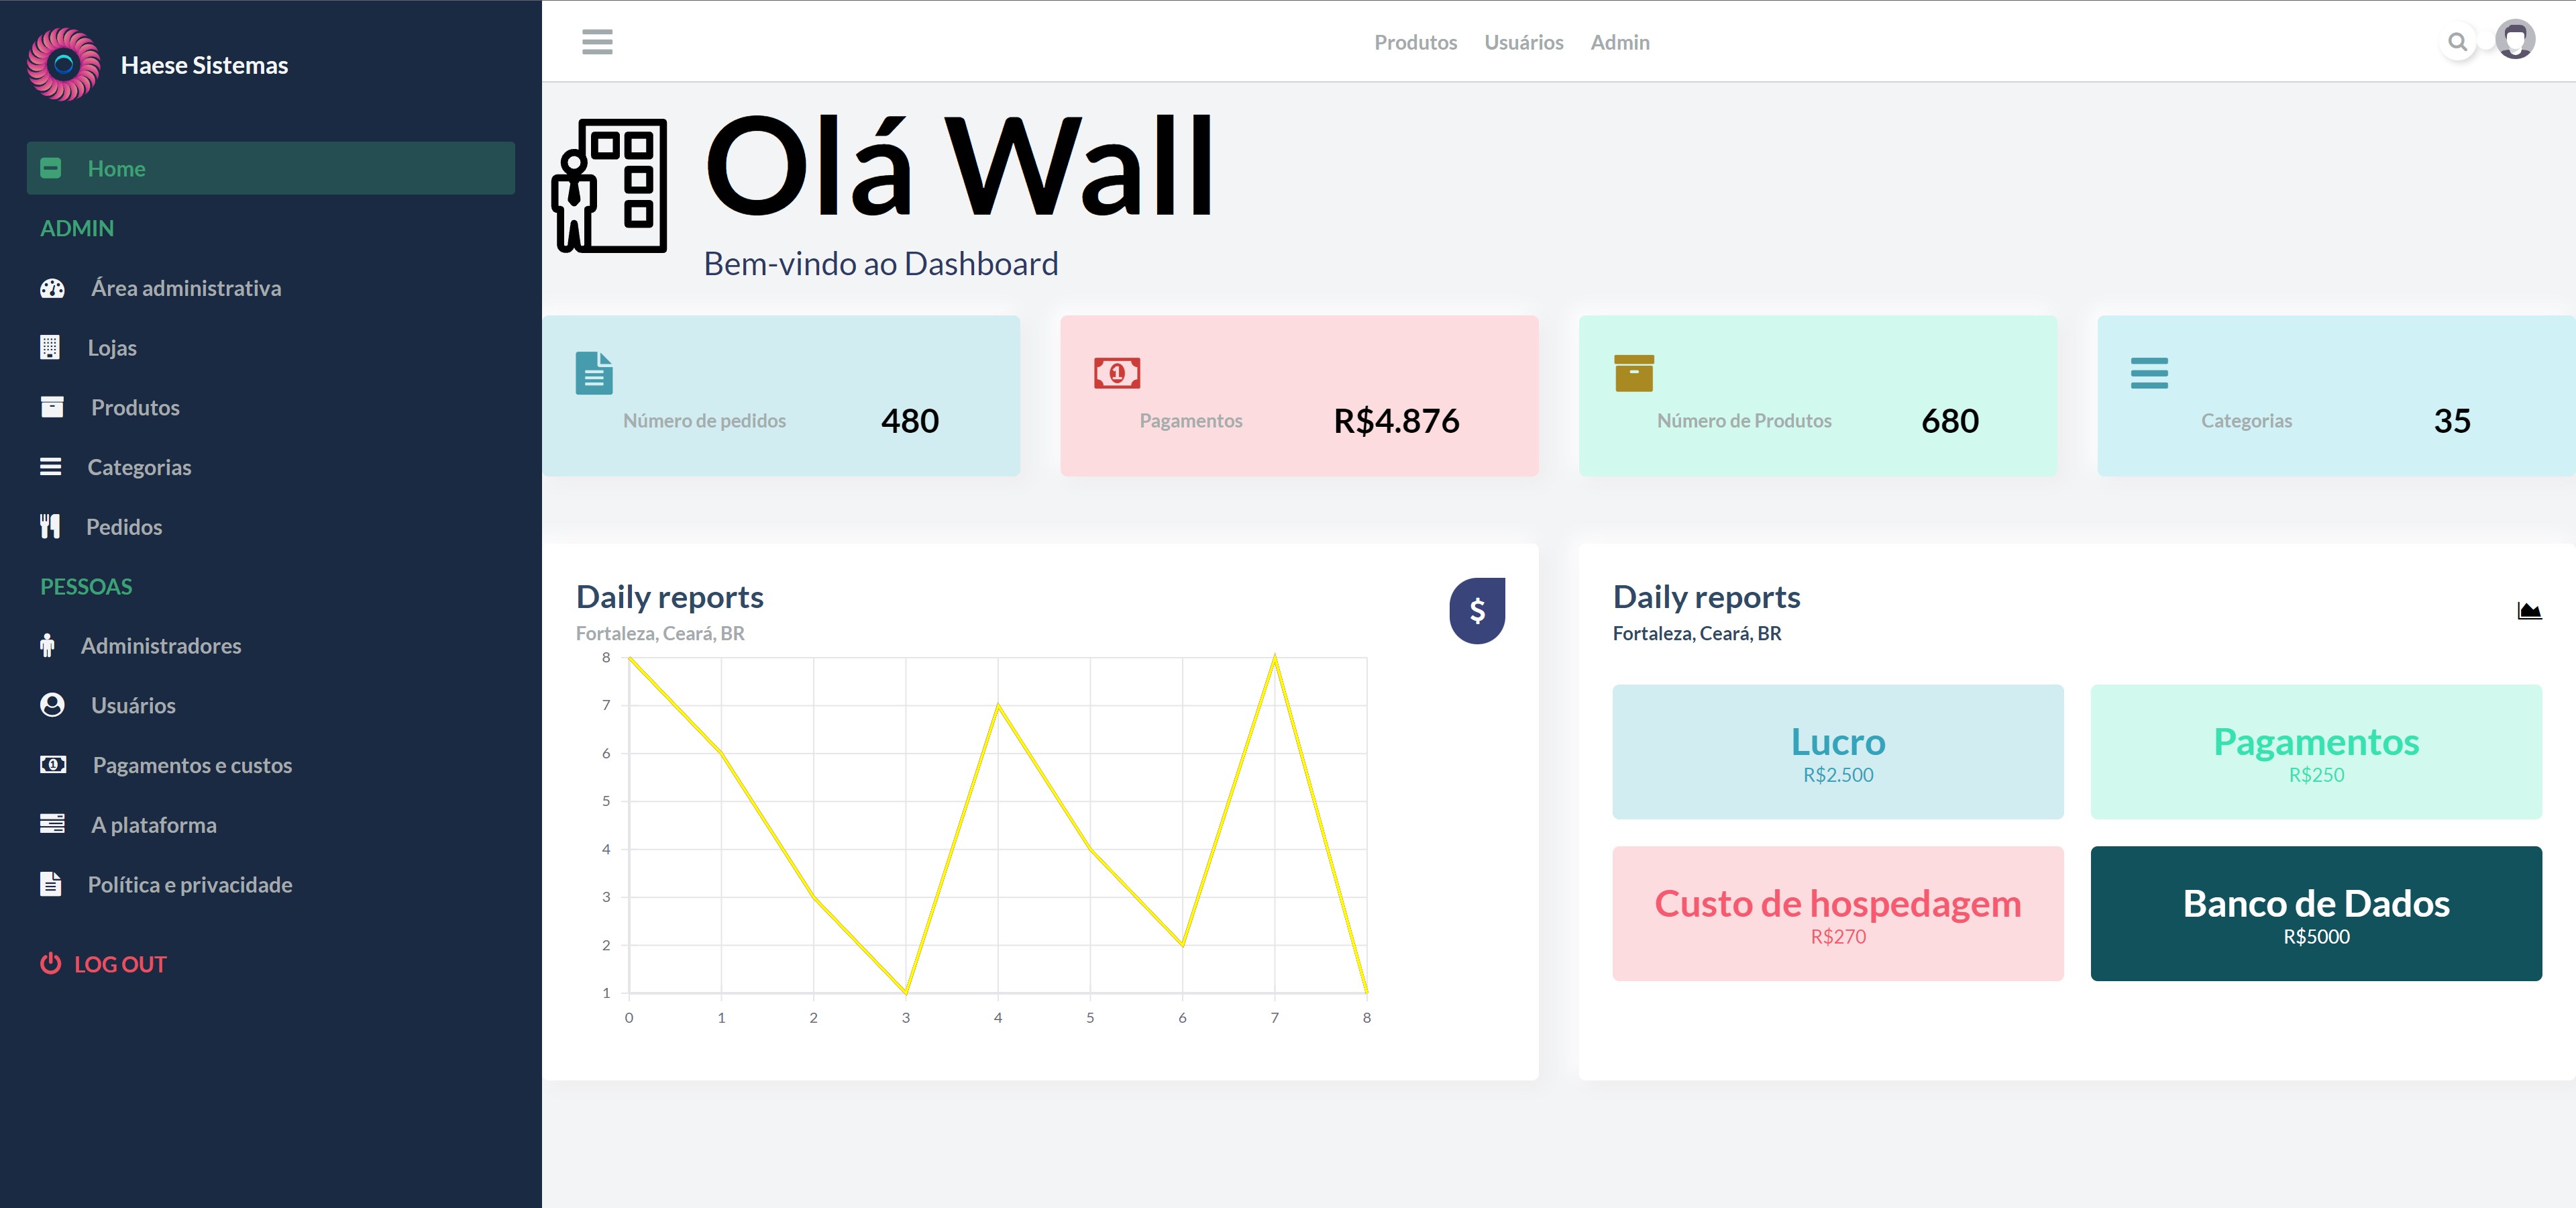 Haese Sistemas
Home
ADMIN
Área administrativa
Lojas
Produtos
Categorias
Pedidos
PESSOAS
Administradores
Usuários
Pagamentos e custos
A plataforma
Política e privacidade
LOG OUT
Produtos Usuários Admin
Olá Wall
Bem-vindo ao Dashboard
Número de pedidos 480
1
Pagamentos R$4.876
Número de Produtos 680
Categorias 35
Daily reports
Fortaleza, Ceará, BR
$
8
7
6
5
4
3
2
1
0 1 2 3 4 5 6 7 8
Daily reports
Fortaleza, Ceará, BR
Lucro
R$2.500
Pagamentos
R$250
Custo de hospedagem
R$270
Banco de Dados
R$5000